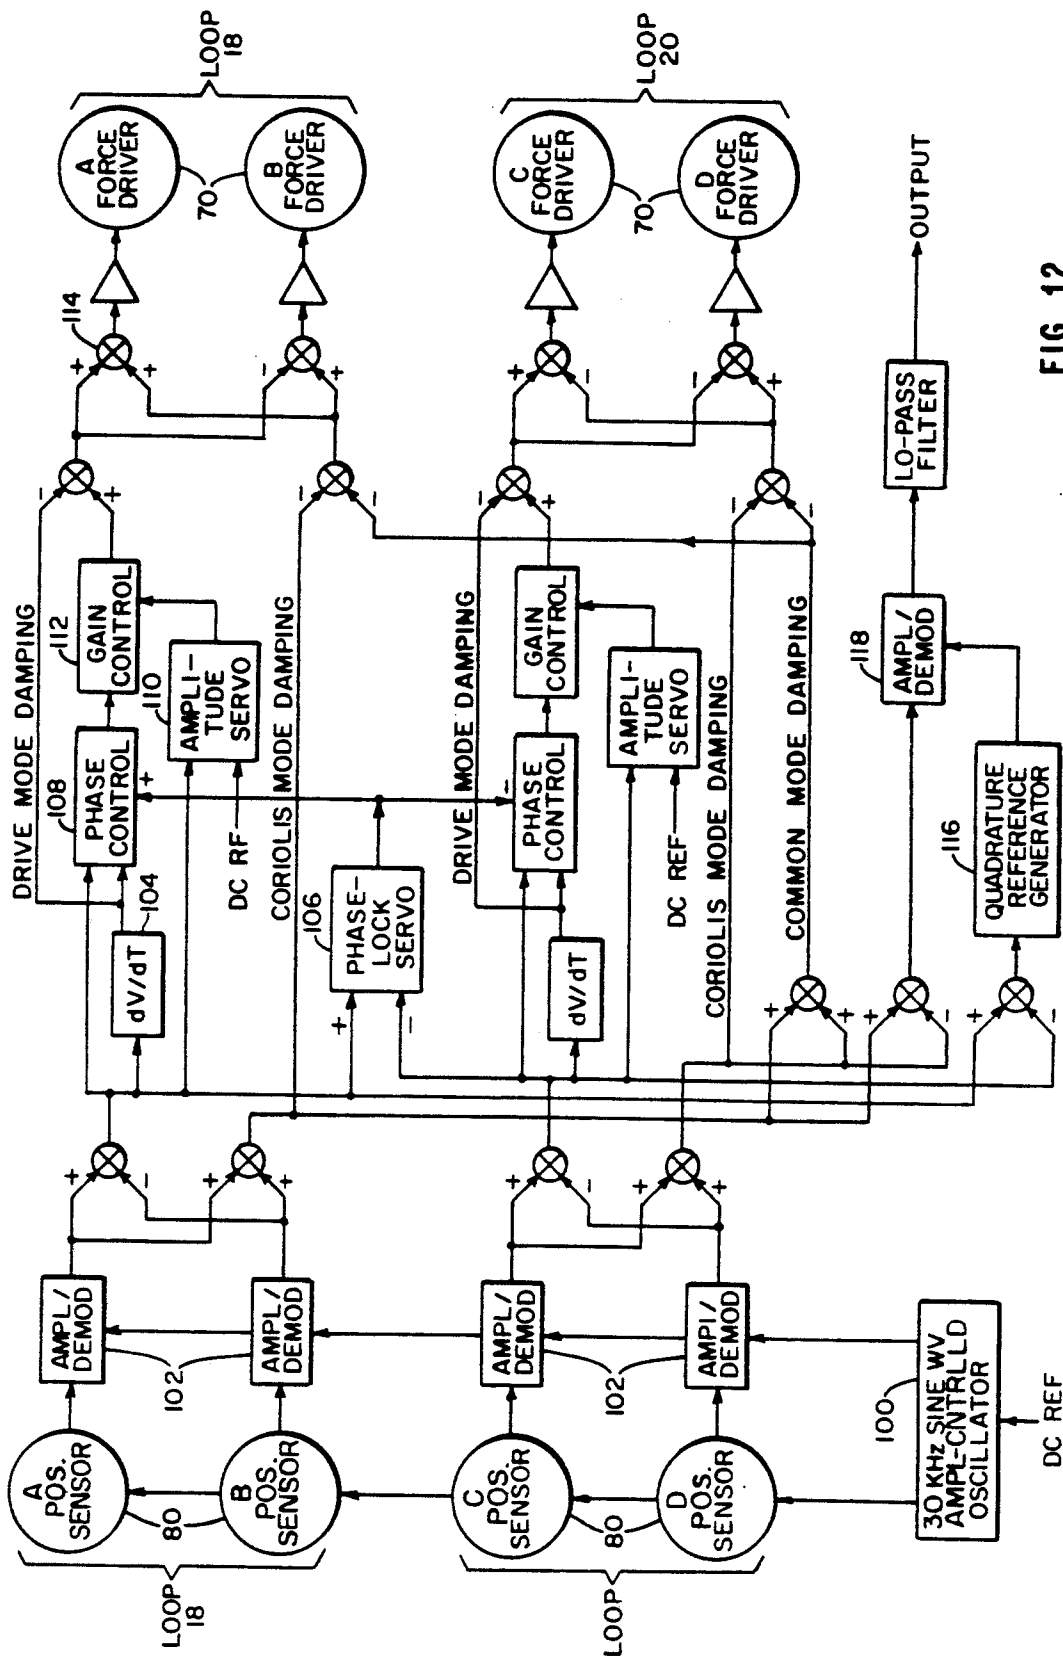 LOOP
18
A
POS.
SENSOR
80
B
POS.
SENSOR
AMPL/
DEMOD
102
AMPL/
DEMOD
+
-
+
+
DRIVE MODE DAMPING
dV/dT
104
108
PHASE
CONTROL
+
112
GAIN
CONTROL
110
AMPLI-
TUDE
SERVO
DC RF
-
+
CORIOLIS MODE DAMPING
-
-
+
+
114
-
+
A
FORCE
DRIVER
70
B
FORCE
DRIVER
LOOP
18
106
PHASE-
LOCK
SERVO
+
-
LOOP
C
POS.
SENSOR
80
D
POS.
SENSOR
AMPL/
DEMOD
102
AMPI/
DEMOD
+
-
+
+
DRIVE MODE DAMPING
dV/dT
-
PHASE
CONTROL
GAIN
CONTROL
AMPLI-
TUDE
SERVO
DC REF
-
+
CORIOLIS MODE DAMPING
-
-
+
-
-
+
C
FORCE
DRIVER
70
D
FORCE
DRIVER
LOOP
20
COMMON MODE DAMPING
+
+
+
-
+
-
118
AMPL/
DEMOD
LO-PASS
FILTER
OUTPUT
116
QUADRATURE
REFERENCE
GENERATOR
100
30 KHz SINE WV
AMPL-CNTRLLD
OSCILLATOR
DC REF
FIG 12